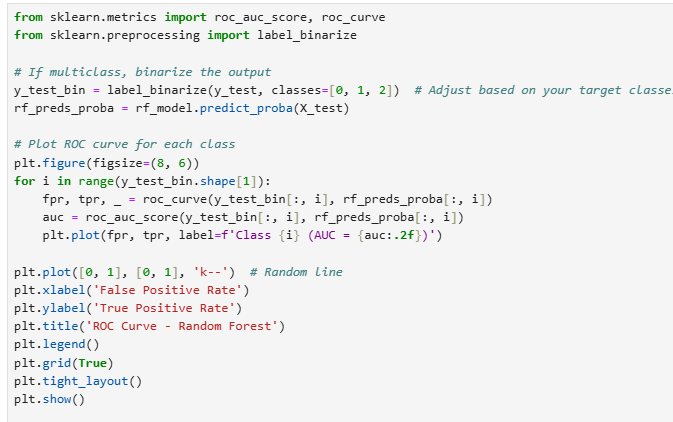 from sklearn.metrics import roc_auc_score, roc_curve
from sklearn.preprocessing import label_binarize

# If multiclass, binarize the output
y_test_bin = label_binarize(y_test, classes=[0, 1, 2])  # Adjust based on your target classe
rf_preds_proba = rf_model.predict_proba(X_test)

# Plot ROC curve for each class
plt.figure(figsize=(8, 6))
for i in range(y_test_bin.shape[1]):
    fpr, tpr, _ = roc_curve(y_test_bin[:, i], rf_preds_proba[:, i])
    auc = roc_auc_score(y_test_bin[:, i], rf_preds_proba[:, i])
    plt.plot(fpr, tpr, label=f'Class {i} (AUC = {auc:.2f})')

plt.plot([0, 1], [0, 1], 'k--')  # Random line
plt.xlabel('False Positive Rate')
plt.ylabel('True Positive Rate')
plt.title('ROC Curve - Random Forest')
plt.legend()
plt.grid(True)
plt.tight_layout()
plt.show()